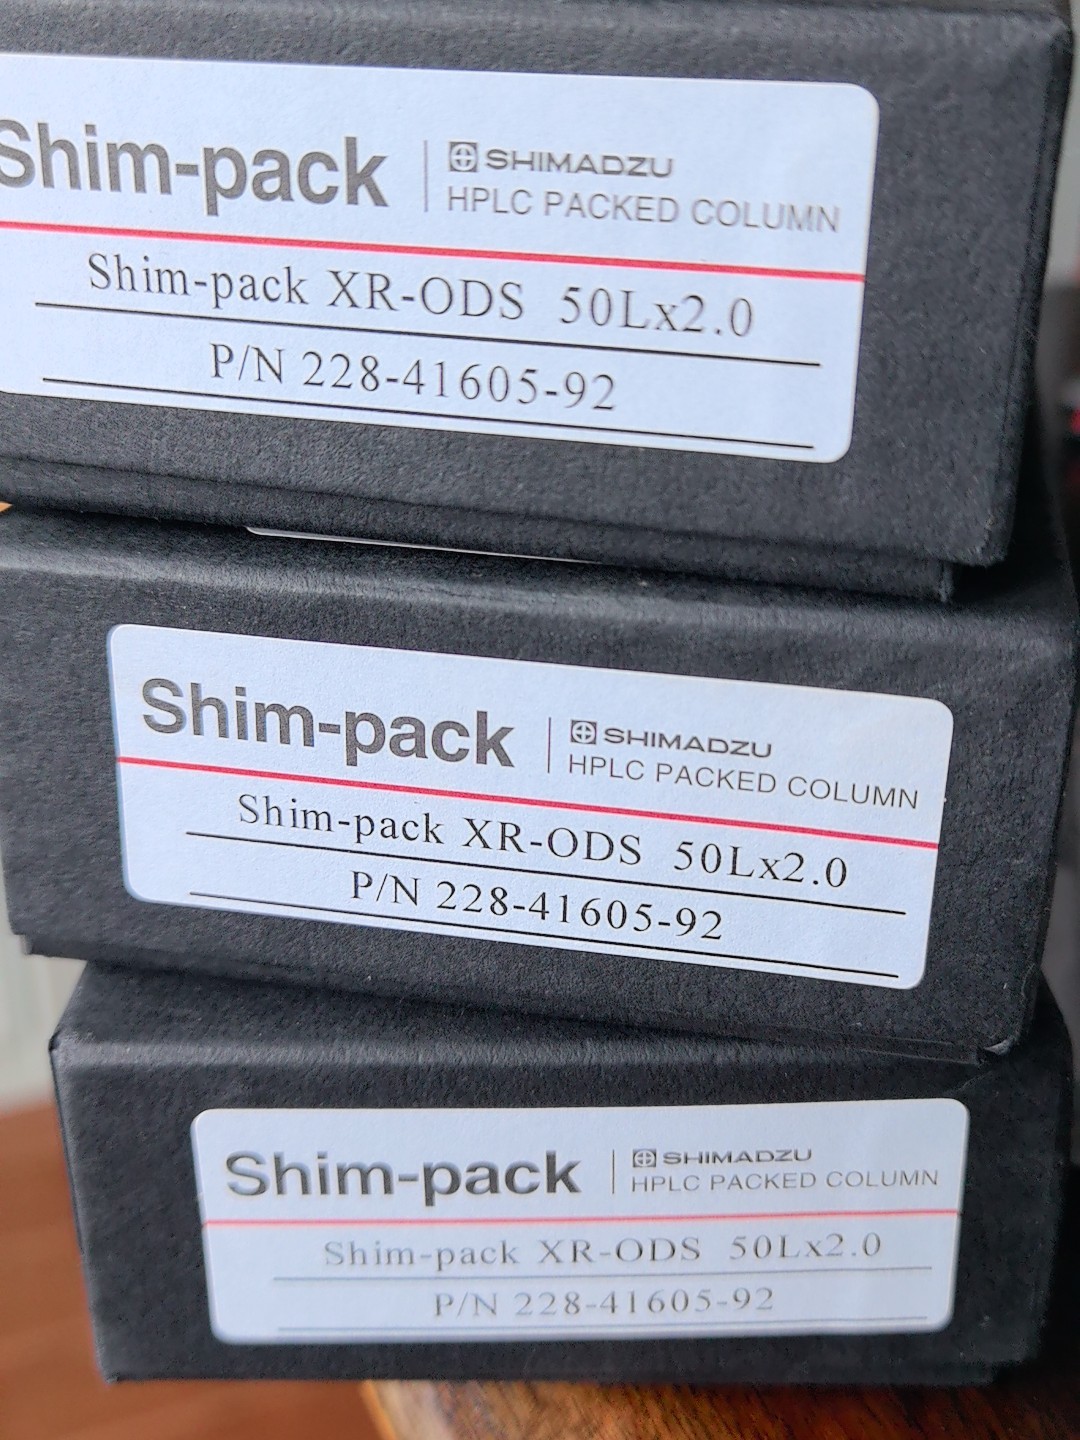 Shim-pack
SHIMADZU
HPLC PACKED COLUMN
Shim-pack XR-ODS 50Lx2.0
P/N 228-41605-92
Shim-pack
SHIMADZU
HPLC PACKED COLUMN
Shim-pack XR-ODS 50Lx2.0
P/N 228-41605-92
Shim-pack
SHIMADZU
HPLC PACKED COLUMN
Shim-pack XR-ODS 50Lx2.0
P/N 228-41605-92